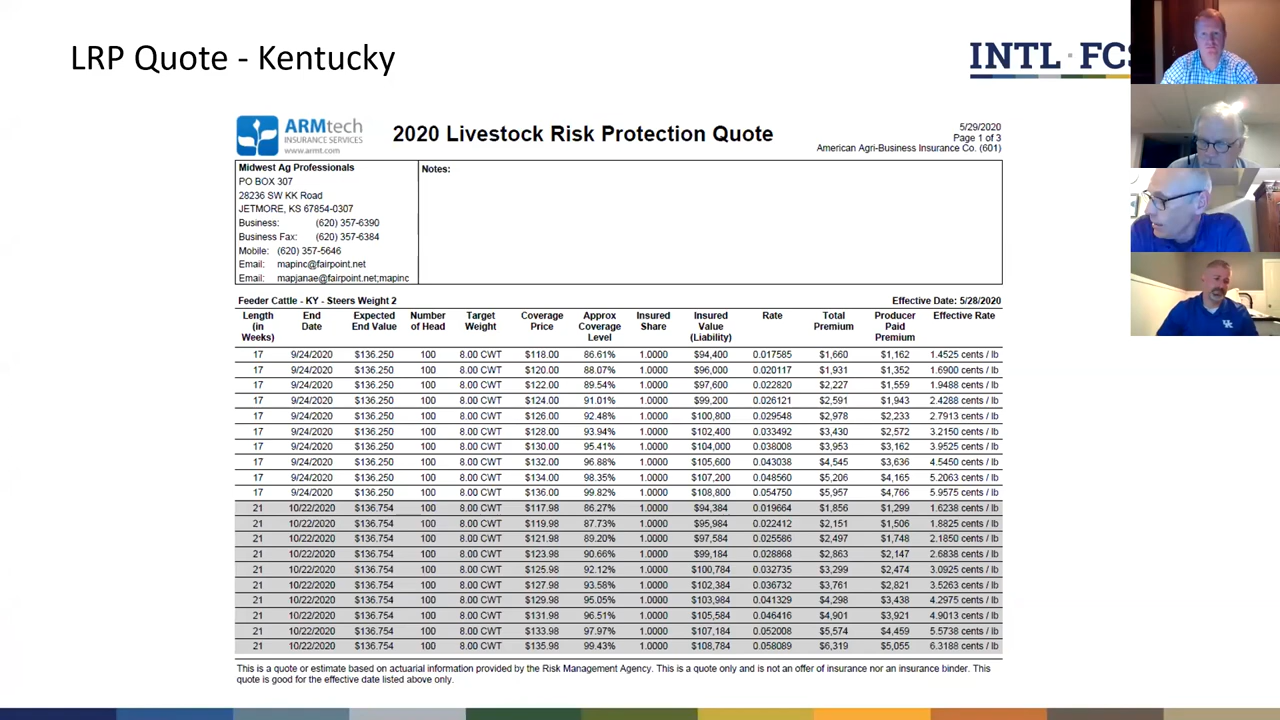 LRP Quote - Kentucky
INTL FC
ARMtech
INSURANCE SERVICES
www.armt.com
2020 Livestock Risk Protection Quote
5/29/2020
Page 1 of 3
American Agri-Business Insurance Co. (601)
Midwest Ag Professionals
PO BOX 307
28236 SW KK Road
JETMORE, KS 67854-0307
Business: (620) 357-6390
Business Fax: (620) 357-6384
Mobile: (620) 357-5646
Email: mapinc@fairpoint.net
Email: mapjanae@fairpoint.net;mapinc
Notes:
Feeder Cattle - KY - Steers Weight 2 Effective Date: 5/28/2020
Length (in Weeks) End Date Expected End Value Number of Head Target Weight Coverage Price Approx Coverage Level Insured Share Insured Value (Liability) Rate Total Premium Producer Paid Premium Effective Rate
17 9/24/2020 $136.250 100 8.00 CWT $118.00 86.61% 1.0000 $94,400 0.017585 $1,660 $1,162 1.4525 cents / lb
17 9/24/2020 $136.250 100 8.00 CWT $120.00 88.07% 1.0000 $96,000 0.020117 $1,931 $1,352 1.6900 cents / lb
17 9/24/2020 $136.250 100 8.00 CWT $122.00 89.54% 1.0000 $97,600 0.022820 $2,227 $1,559 1.9488 cents / lb
17 9/24/2020 $136.250 100 8.00 CWT $124.00 91.01% 1.0000 $99,200 0.026121 $2,591 $1,943 2.4288 cents / lb
17 9/24/2020 $136.250 100 8.00 CWT $126.00 92.48% 1.0000 $100,800 0.029548 $2,978 $2,233 2.7913 cents / lb
17 9/24/2020 $136.250 100 8.00 CWT $128.00 93.94% 1.0000 $102,400 0.033492 $3,430 $2,572 3.2150 cents / lb
17 9/24/2020 $136.250 100 8.00 CWT $130.00 95.41% 1.0000 $104,000 0.038008 $3,953 $3,162 3.9525 cents / lb
17 9/24/2020 $136.250 100 8.00 CWT $132.00 96.88% 1.0000 $105,600 0.043038 $4,545 $3,636 4.5450 cents / lb
17 9/24/2020 $136.250 100 8.00 CWT $134.00 98.35% 1.0000 $107,200 0.048560 $5,206 $4,165 5.2063 cents / lb
17 9/24/2020 $136.250 100 8.00 CWT $136.00 99.82% 1.0000 $108,800 0.054750 $5,957 $4,766 5.9575 cents / lb
21 10/22/2020 $136.754 100 8.00 CWT $117.98 86.27% 1.0000 $94,384 0.019664 $1,856 $1,299 1.6238 cents / lb
21 10/22/2020 $136.754 100 8.00 CWT $119.98 87.73% 1.0000 $95,984 0.022412 $2,151 $1,506 1.8825 cents / lb
21 10/22/2020 $136.754 100 8.00 CWT $121.98 89.20% 1.0000 $97,584 0.025586 $2,497 $1,748 2.1850 cents / lb
21 10/22/2020 $136.754 100 8.00 CWT $123.98 90.66% 1.0000 $99,184 0.028868 $2,863 $2,147 2.6838 cents / lb
21 10/22/2020 $136.754 100 8.00 CWT $125.98 92.12% 1.0000 $100,784 0.032735 $3,299 $2,474 3.0925 cents / lb
21 10/22/2020 $136.754 100 8.00 CWT $127.98 93.58% 1.0000 $102,384 0.036732 $3,761 $2,821 3.5263 cents / lb
21 10/22/2020 $136.754 100 8.00 CWT $129.98 95.05% 1.0000 $103,984 0.041329 $4,298 $3,438 4.2975 cents / lb
21 10/22/2020 $136.754 100 8.00 CWT $131.98 96.51% 1.0000 $105,584 0.046416 $4,901 $3,921 4.9013 cents / lb
21 10/22/2020 $136.754 100 8.00 CWT $133.98 97.97% 1.0000 $107,184 0.052008 $5,574 $4,459 5.5738 cents / lb
21 10/22/2020 $136.754 100 8.00 CWT $135.98 99.43% 1.0000 $108,784 0.058089 $6,319 $5,055 6.3188 cents / lb
This is a quote or estimate based on actuarial information provided by the Risk Management Agency. This is a quote only and is not an offer of insurance nor an insurance binder. This
quote is good for the effective date listed above only.